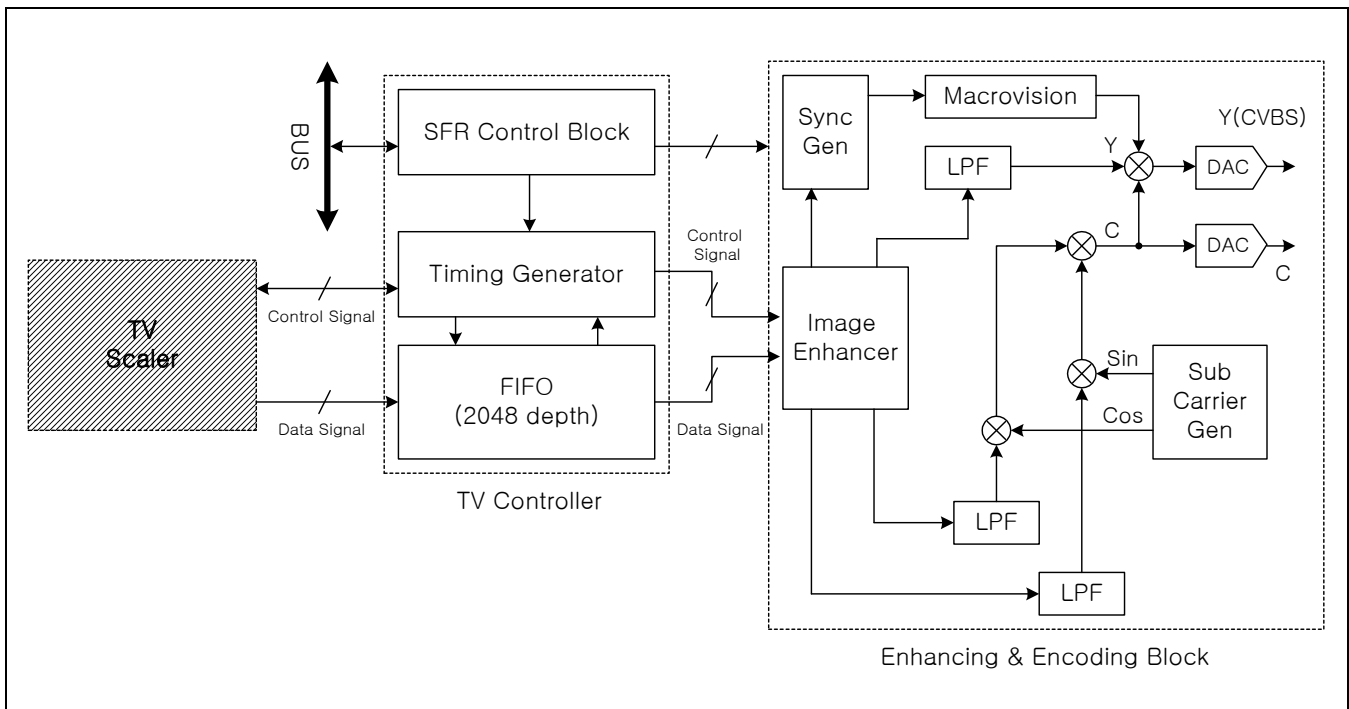 BUS
SFR Control Block
Timing Generator
FIFO
(2048 depth)
TV Controller
TV
Scaler
Control Signal
Data Signal
Control
Signal
Data Signal
Sync
Gen
Macrovision
LPF
Y
Y(CVBS)
DAC
C
DAC
C
Image
Enhancer
Sin
Cos
Sub
Carrier
Gen
LPF
LPF
Enhancing & Encoding Block